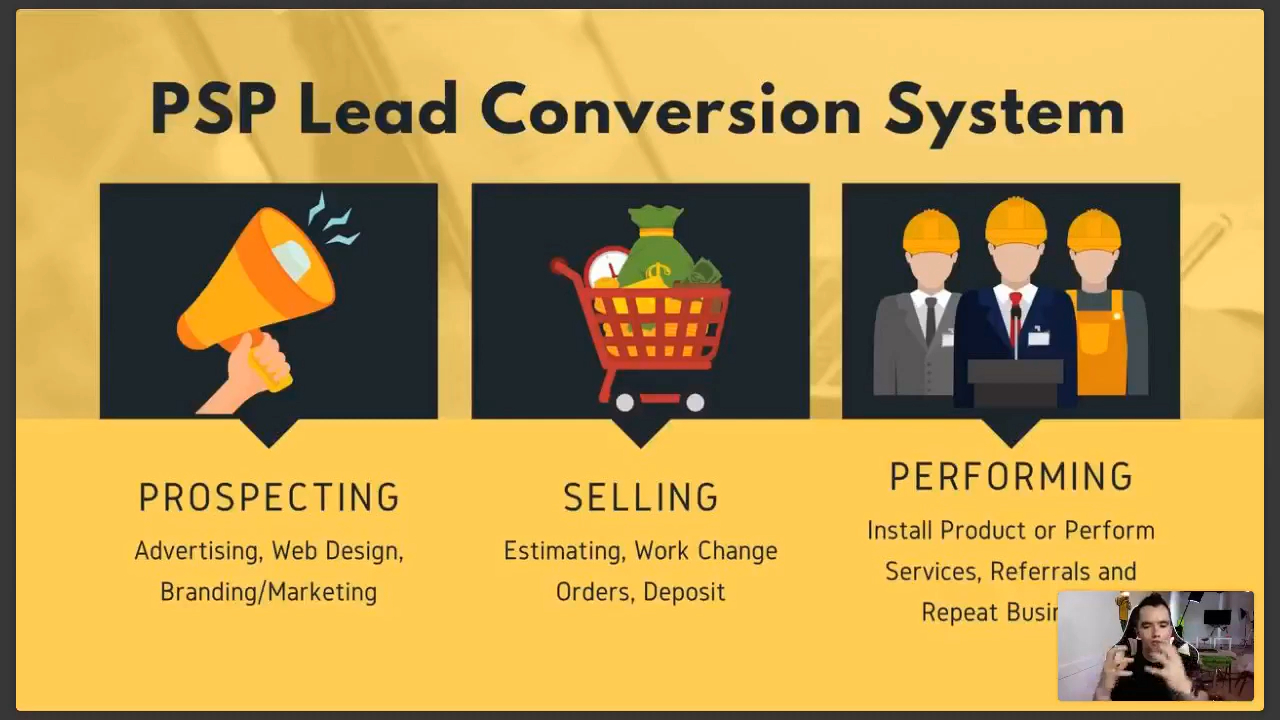 PSP Lead Conversion System
PROSPECTING
Advertising, Web Design,
Branding/Marketing
SELLING
Estimating, Work Change
Orders, Deposit
PERFORMING
Install Product or Perform
Services, Referrals and
Repeat